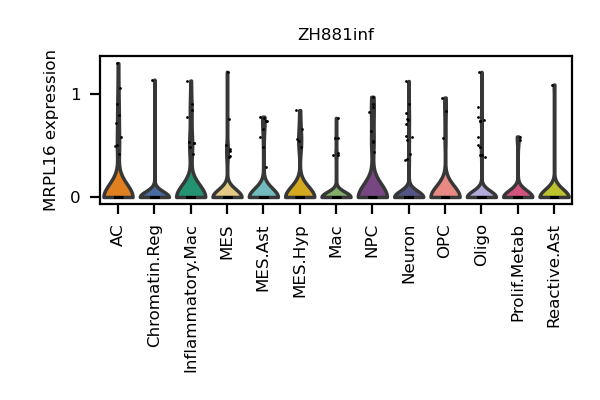 ZH881inf
MRPL16 expression
1
0
AC
Chromatin.Reg
Inflammatory.Mac
MES
MES.Ast
MES.Hyp
Mac
NPC
Neuron
OPC
Oligo
Prolif.Metab
Reactive.Ast